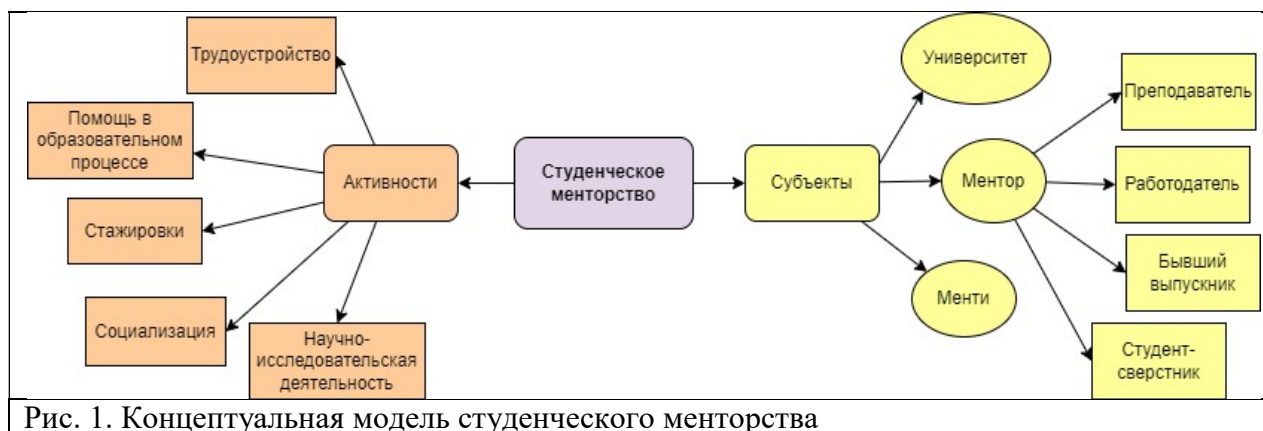 Трудоустройство
Помощь в
образовательном
процессе
Стажировки
Социализация
Научно-
исследовательская
деятельность
Активности
Студенческое
менторство
Субъекты
Университет
Ментор
Менти
Преподаватель
Работодатель
Бывший
выпускник
Студент-
сверстник
Рис. 1. Концептуальная модель студенческого менторства